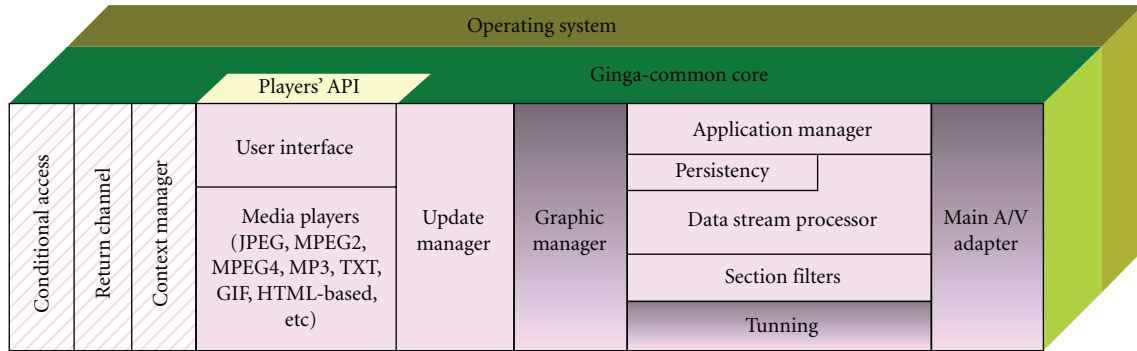 Operating system
Ginga-common core
Players' API
Conditional access
Return channel
Context manager
User interface
Media players
(JPEG, MPEG2,
MPEG4, MP3, TXT,
GIF, HTML-based,
etc)
Update
manager
Graphic
manager
Application manager
Persistency
Data stream processor
Section filters
Tunning
Main A/V
adapter